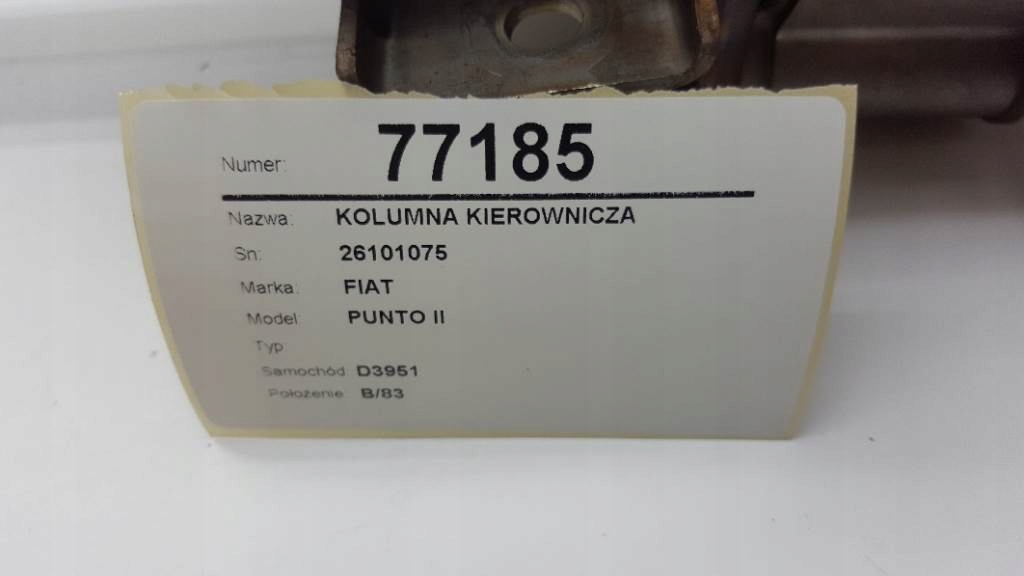 Numer: 77185
Nazwa: KOLUMNA KIEROWNICZA
Sn: 26101075
Marka: FIAT
Model PUNTO II
Typ
Samochód D3951
Położenie B/83